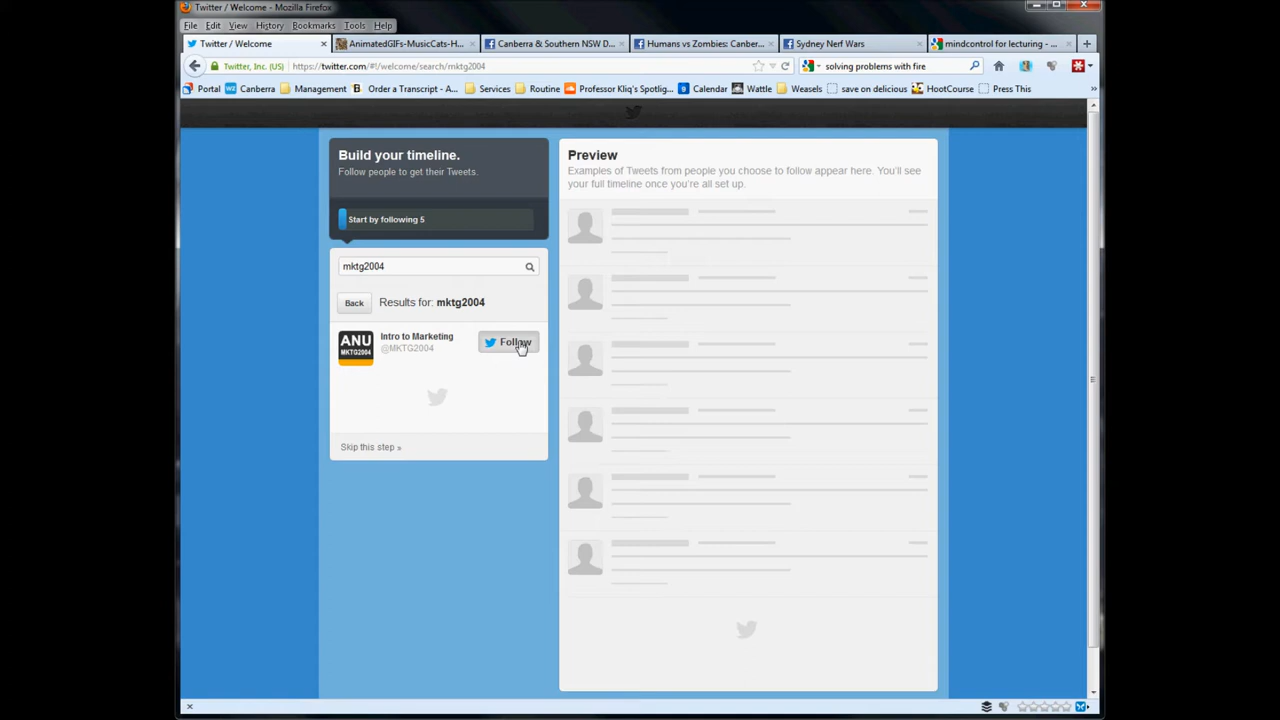 Twitter / Welcome - Mozilla Firefox
File Edit View History Bookmarks Tools Help
Twitter / Welcome × AnimatedGIFs-MusicCats-H... × Canberra & Southern NSW D... × Humans vs Zombies: Canber... × Sydney Nerf Wars × mindcontrol for lecturing - ... × +
Twitter, Inc. (US) https://twitter.com/#!/welcome/search/mktg2004 solving problems with fire
Portal Canberra Management Order a Transcript - A... Services Routine Professor Kliq's Spotlig... 9 Calendar Wattle Weasels save on delicious HootCourse Press This »
Build your timeline.
Follow people to get their Tweets.
Start by following 5
mktg2004
Back Results for: mktg2004
ANU
MKTG2004
Intro to Marketing
@MKTG2004
Follow
Skip this step »
Preview
Examples of Tweets from people you choose to follow appear here. You'll see
your full timeline once you're all set up.